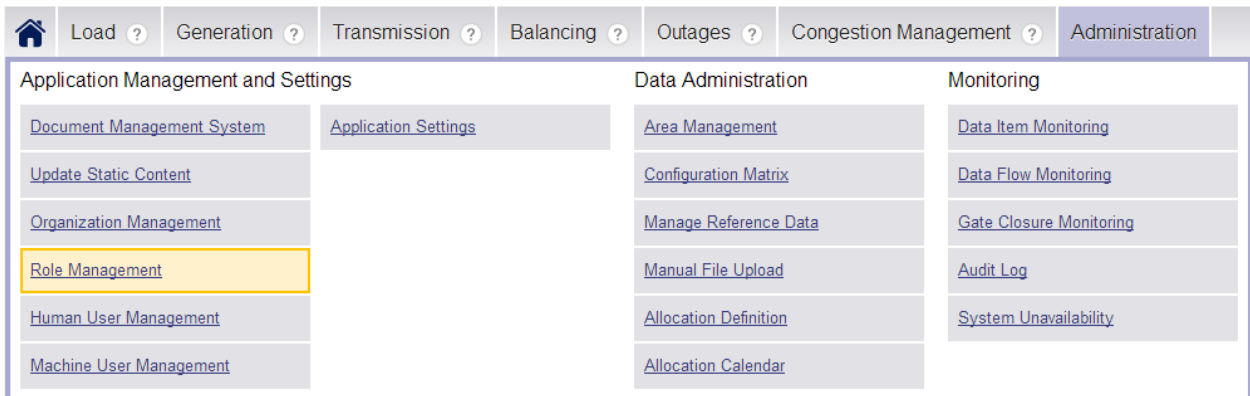 Load ? Generation ? Transmission ? Balancing ? Outages ? Congestion Management ? Administration
Application Management and Settings
Document Management System
Application Settings
Update Static Content
Organization Management
Role Management
Human User Management
Machine User Management
Data Administration
Area Management
Configuration Matrix
Manage Reference Data
Manual File Upload
Allocation Definition
Allocation Calendar
Monitoring
Data Item Monitoring
Data Flow Monitoring
Gate Closure Monitoring
Audit Log
System Unavailability